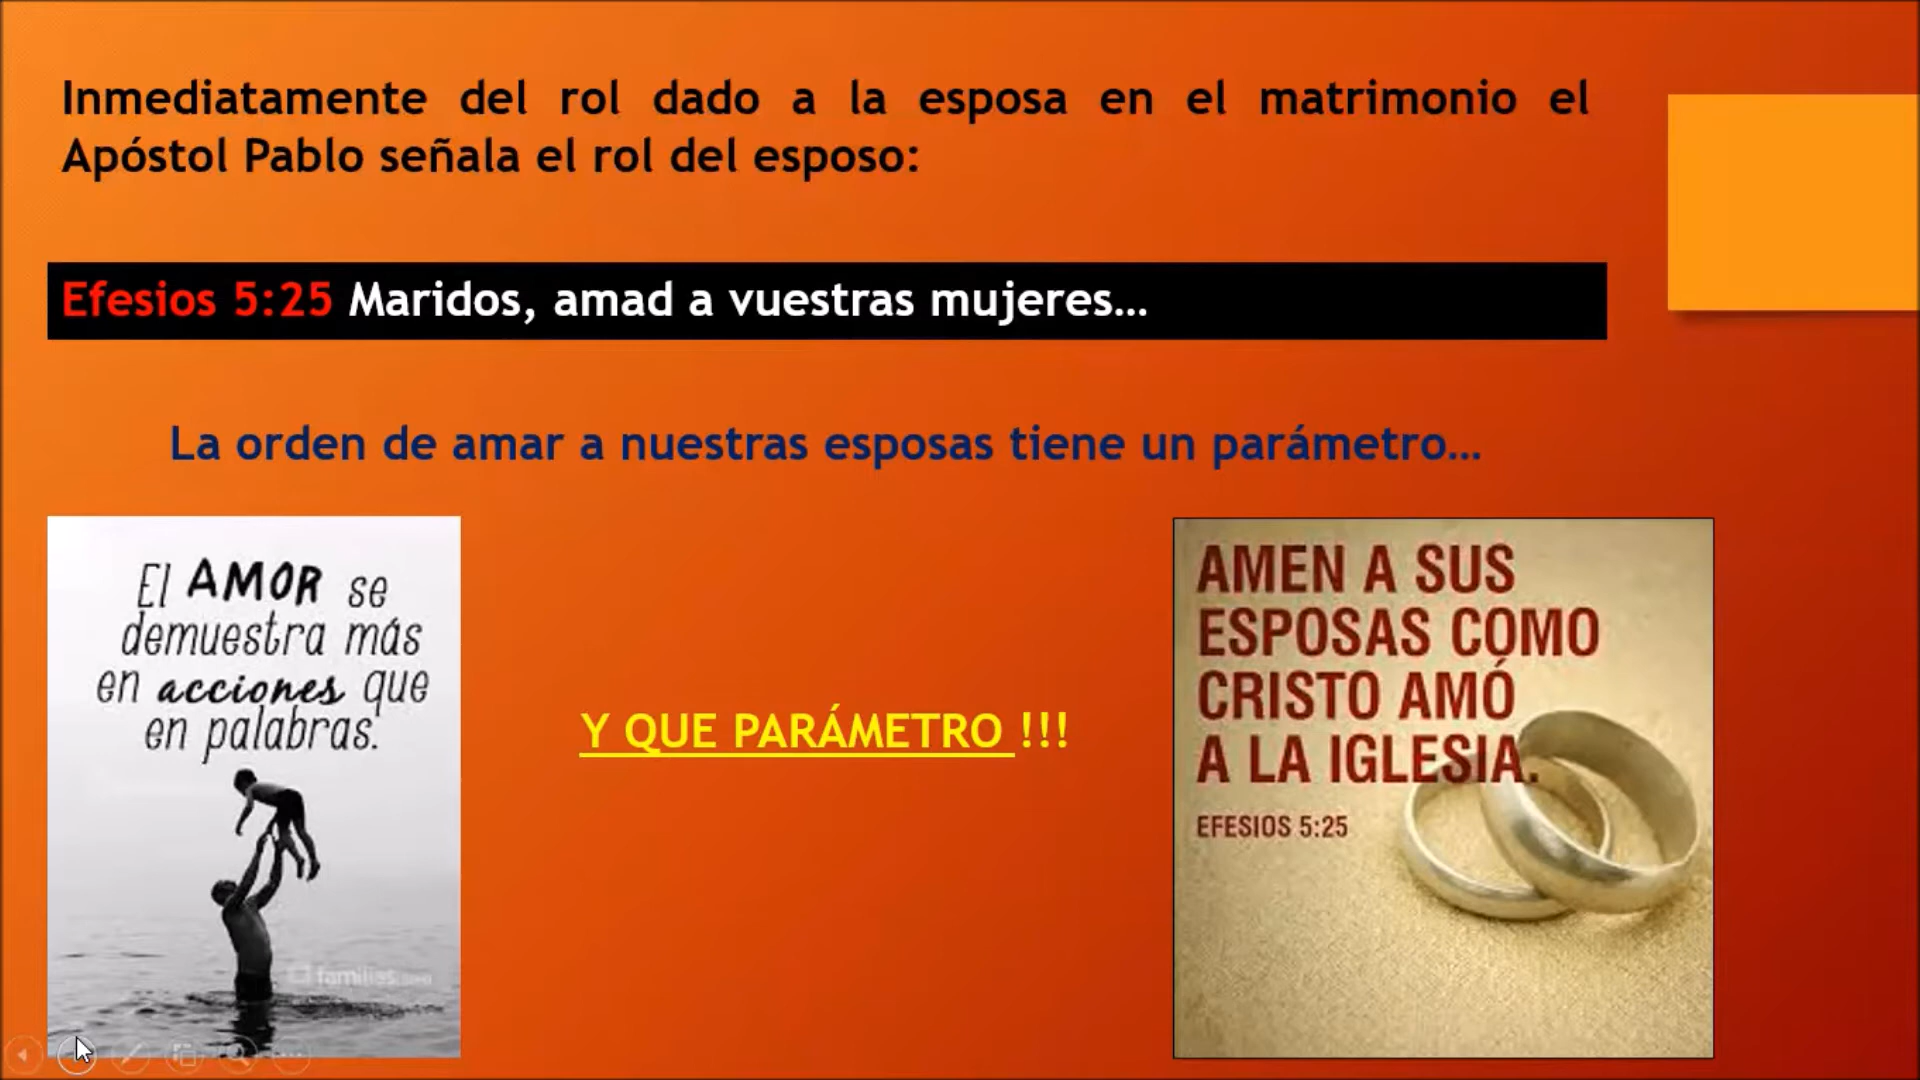 Inmediatamente del rol dado a la esposa en el matrimonio el
Apóstol Pablo señala el rol del esposo:
Efesios 5:25 Maridos, amad a vuestras mujeres...
La orden de amar a nuestras esposas tiene un parámetro...
El AMOR se
demuestra más
en acciones que
en palabras.
familias.com
Y QUE PARÁMETRO !!!
AMEN A SUS
ESPOSAS COMO
CRISTO AMÓ
A LA IGLESIA.
EFESIOS 5:25